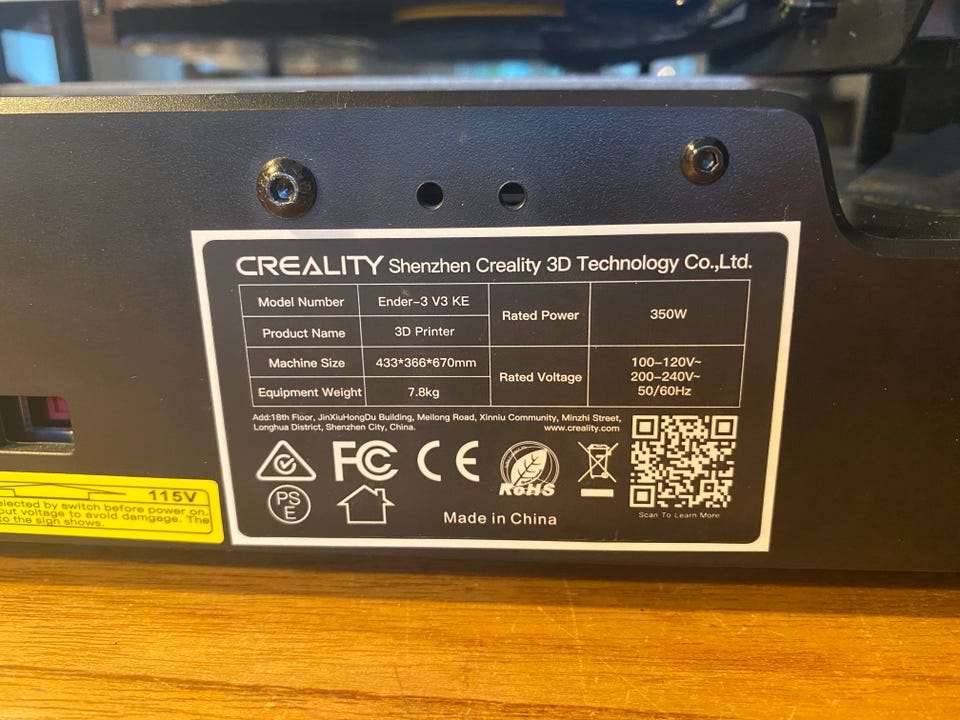 CREALITY Shenzhen Creality 3D Technology Co.,Ltd.
Model Number Ender-3 V3 KE
Product Name 3D Printer
Machine Size 433*366*670mm
Equipment Weight 7.8kg
Rated Power 350W
Rated Voltage 100-120V~
200-240V~
50/60Hz
Add:18th Floor, JinXiuHongDu Building, Meilong Road, Xinniu Community, Minzhi Street,
Longhua District, Shenzhen City, China. www.creality.com
FC CE RoHS
PS
E
Made in China
Scan To Learn More
115V
elected by switch before power on.
put voltage to avoid damgage. The
to the sign shows.